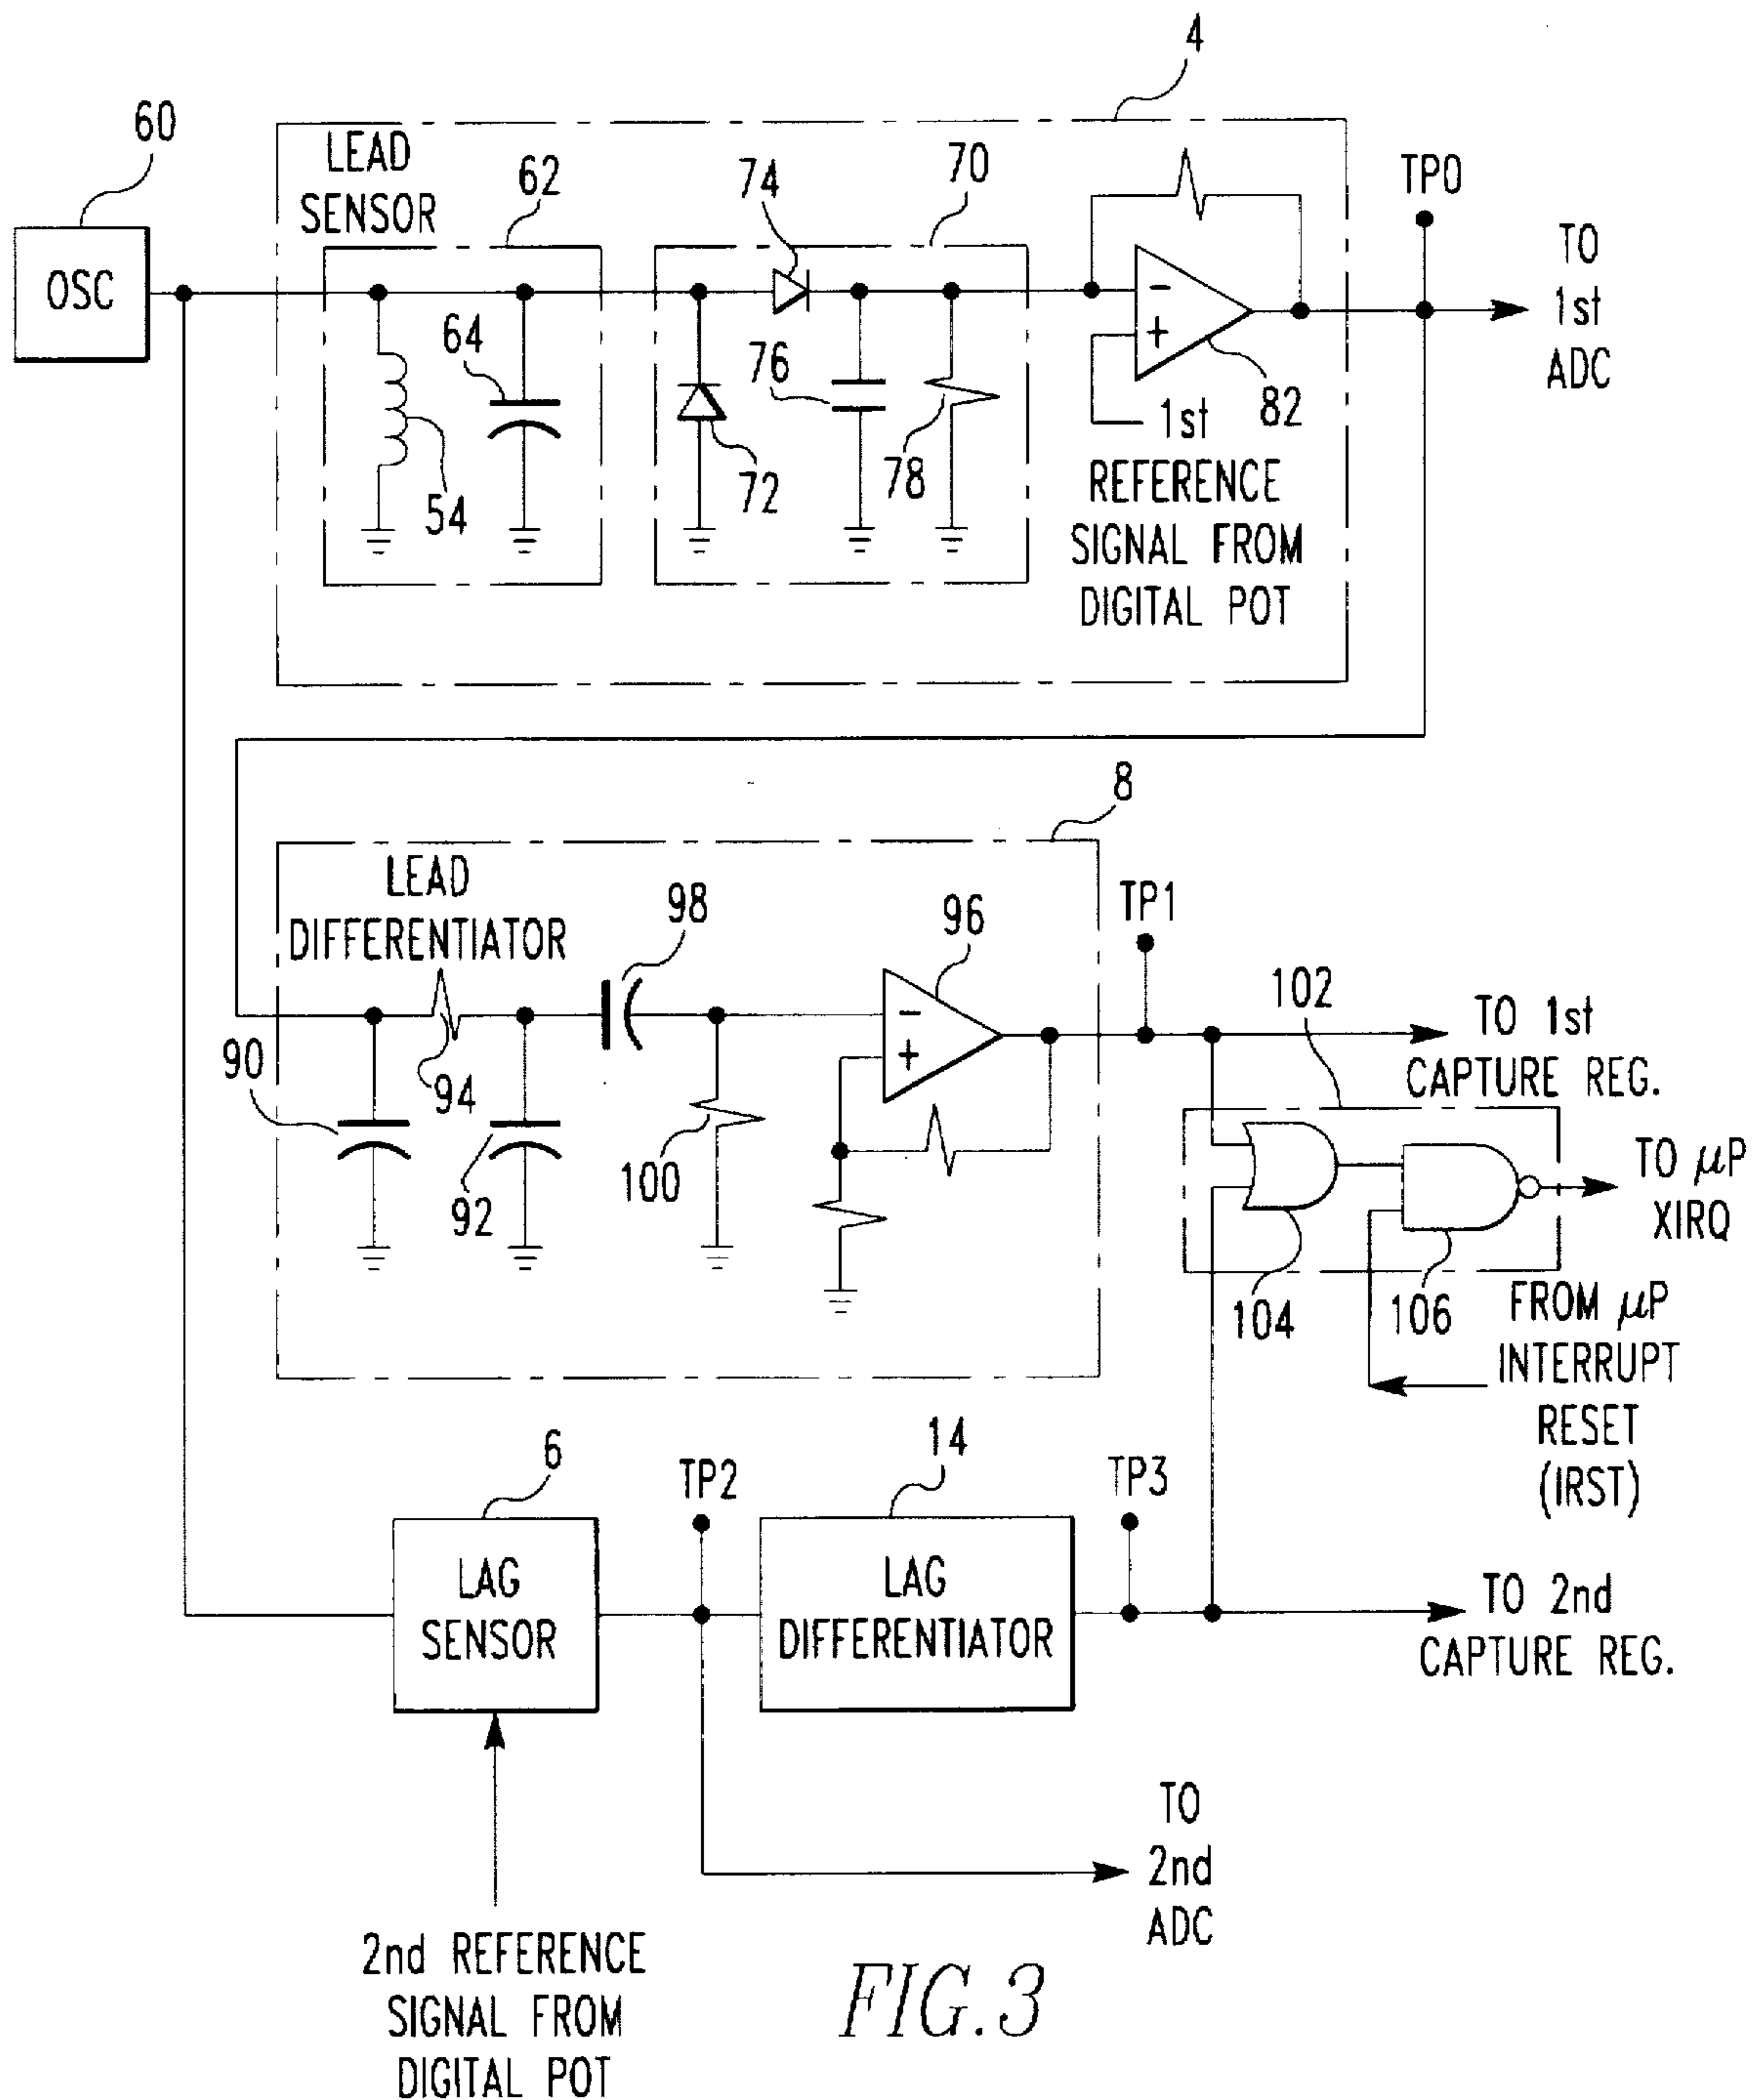 4
60
LEAD
SENSOR
62
74
70
TP0
OSC
TO
1st
ADC
64
76
-
+
82
54
72
78
1st
REFERENCE
SIGNAL FROM
DIGITAL POT
8
LEAD
DIFFERENTIATOR
98
96
TP1
102
-
+
TO 1st
CAPTURE REG.
90
94
92
100
TO µP
XIRQ
104
106
FROM µP
INTERRUPT
RESET
(IRST)
6
TP2
14
TP3
LAG
SENSOR
LAG
DIFFERENTIATOR
TO 2nd
CAPTURE REG.
TO
2nd
ADC
2nd REFERENCE
SIGNAL FROM
DIGITAL POT
FIG. 3